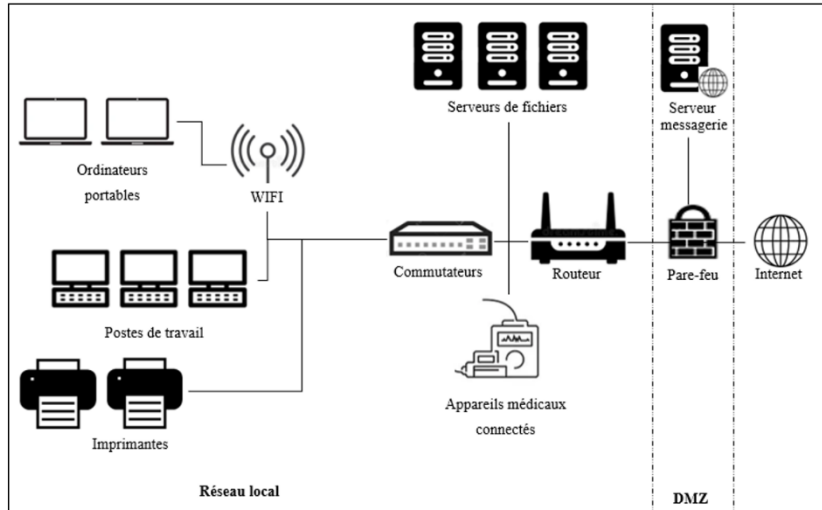 Serveurs de fichiers
Serveur
messagerie
Ordinateurs
portables
WIFI
Commutateurs
Routeur
Pare-feu
Internet
Postes de travail
Appareils médicaux
connectés
Imprimantes
Réseau local
DMZ